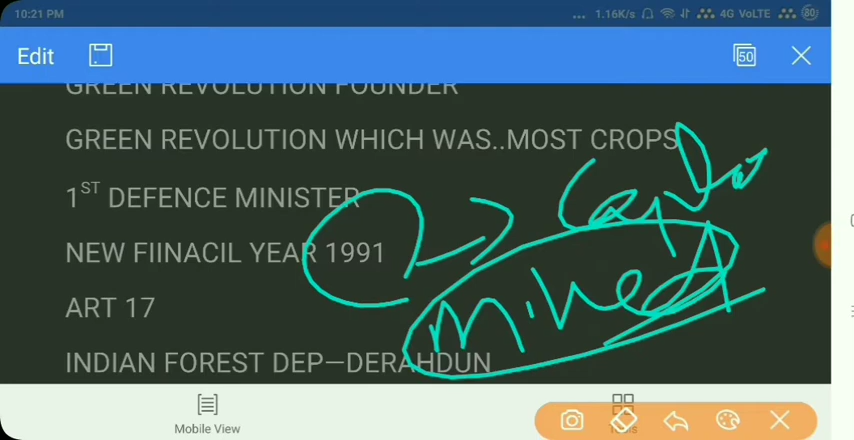 10:21 PM ... 1.16K/s 4G VoLTE 80
Edit 50
GREEN REVOLUTION FOUNDER
GREEN REVOLUTION WHICH WAS..MOST CROPS
1ST DEFENCE MINISTER
NEW FIINACIL YEAR 1991
ART 17
INDIAN FOREST DEP—DERAHDUN
Mobile View